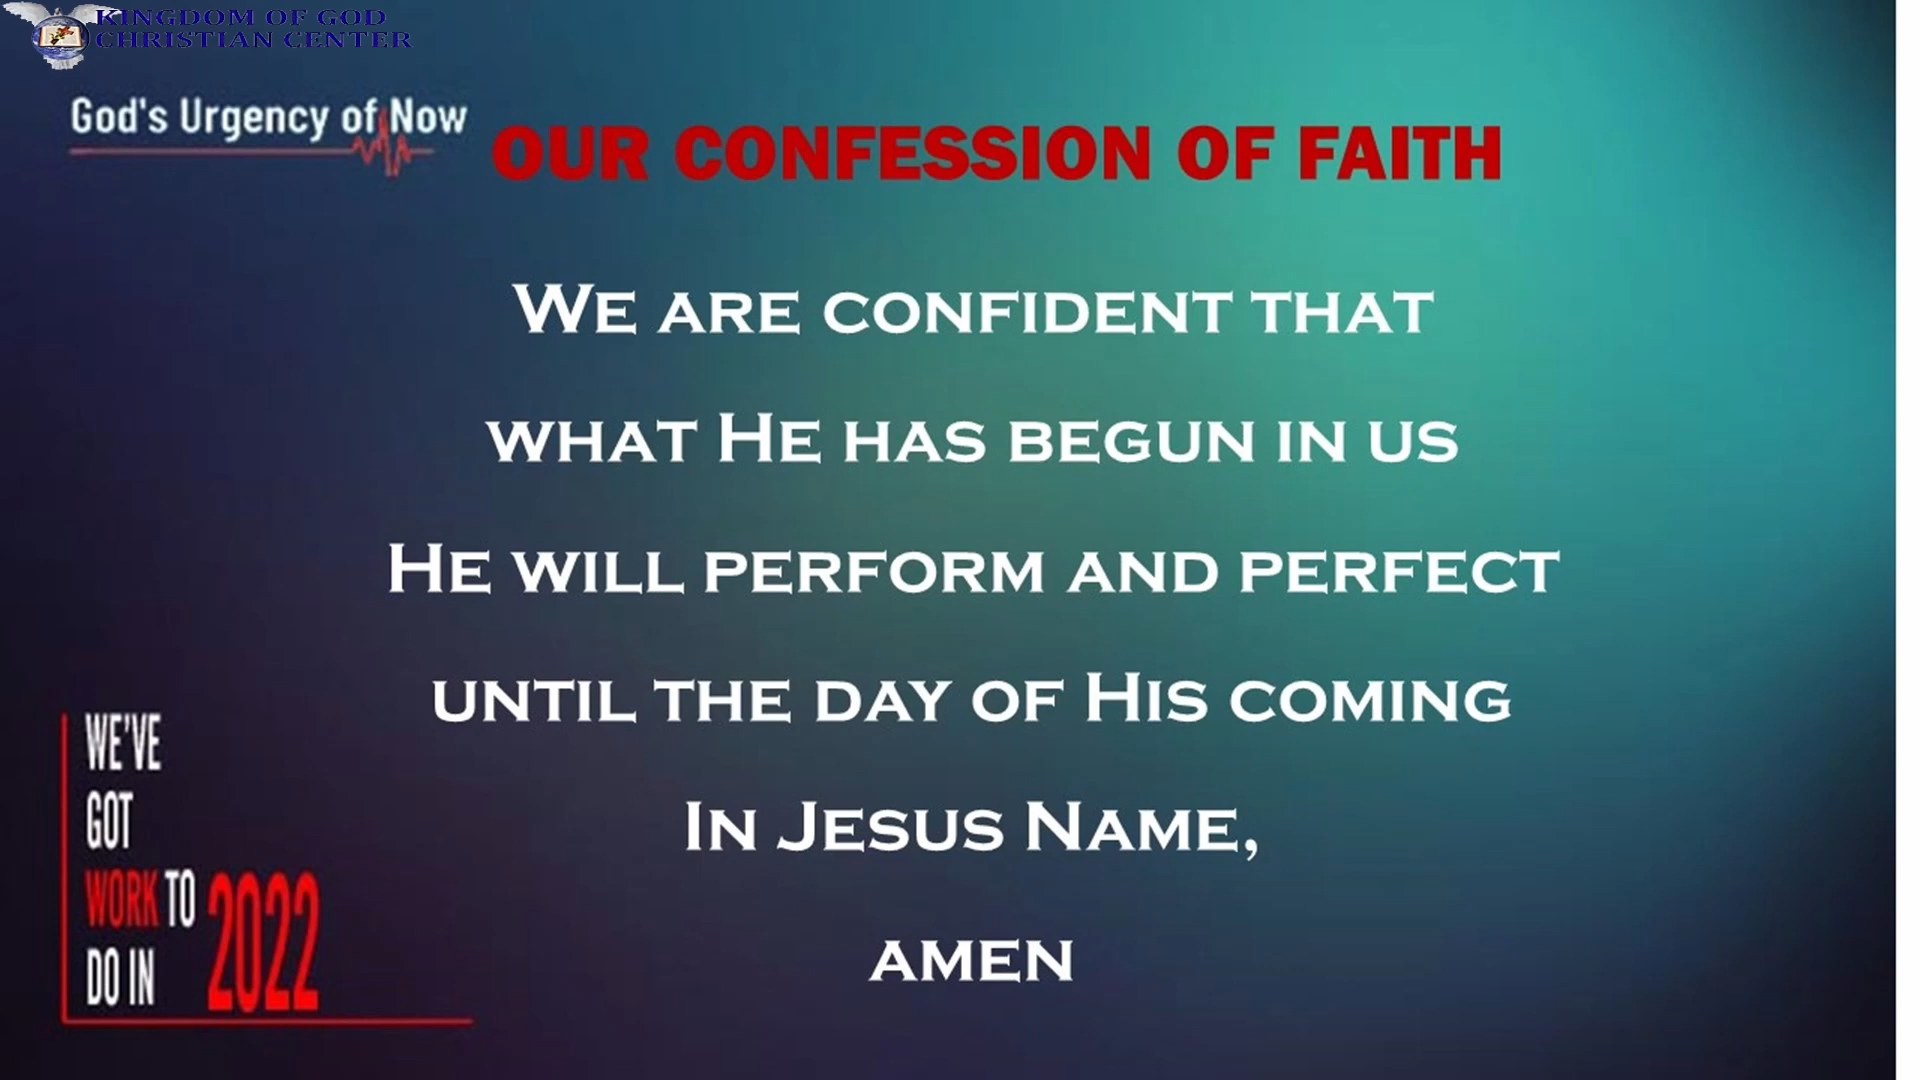 KINGDOM OF GOD
CHRISTIAN CENTER
God's Urgency of Now
OUR CONFESSION OF FAITH
WE ARE CONFIDENT THAT
WHAT HE HAS BEGUN IN US
HE WILL PERFORM AND PERFECT
UNTIL THE DAY OF HIS COMING
IN JESUS NAME,
AMEN
WE'VE
GOT
WORK TO
DO IN 2022